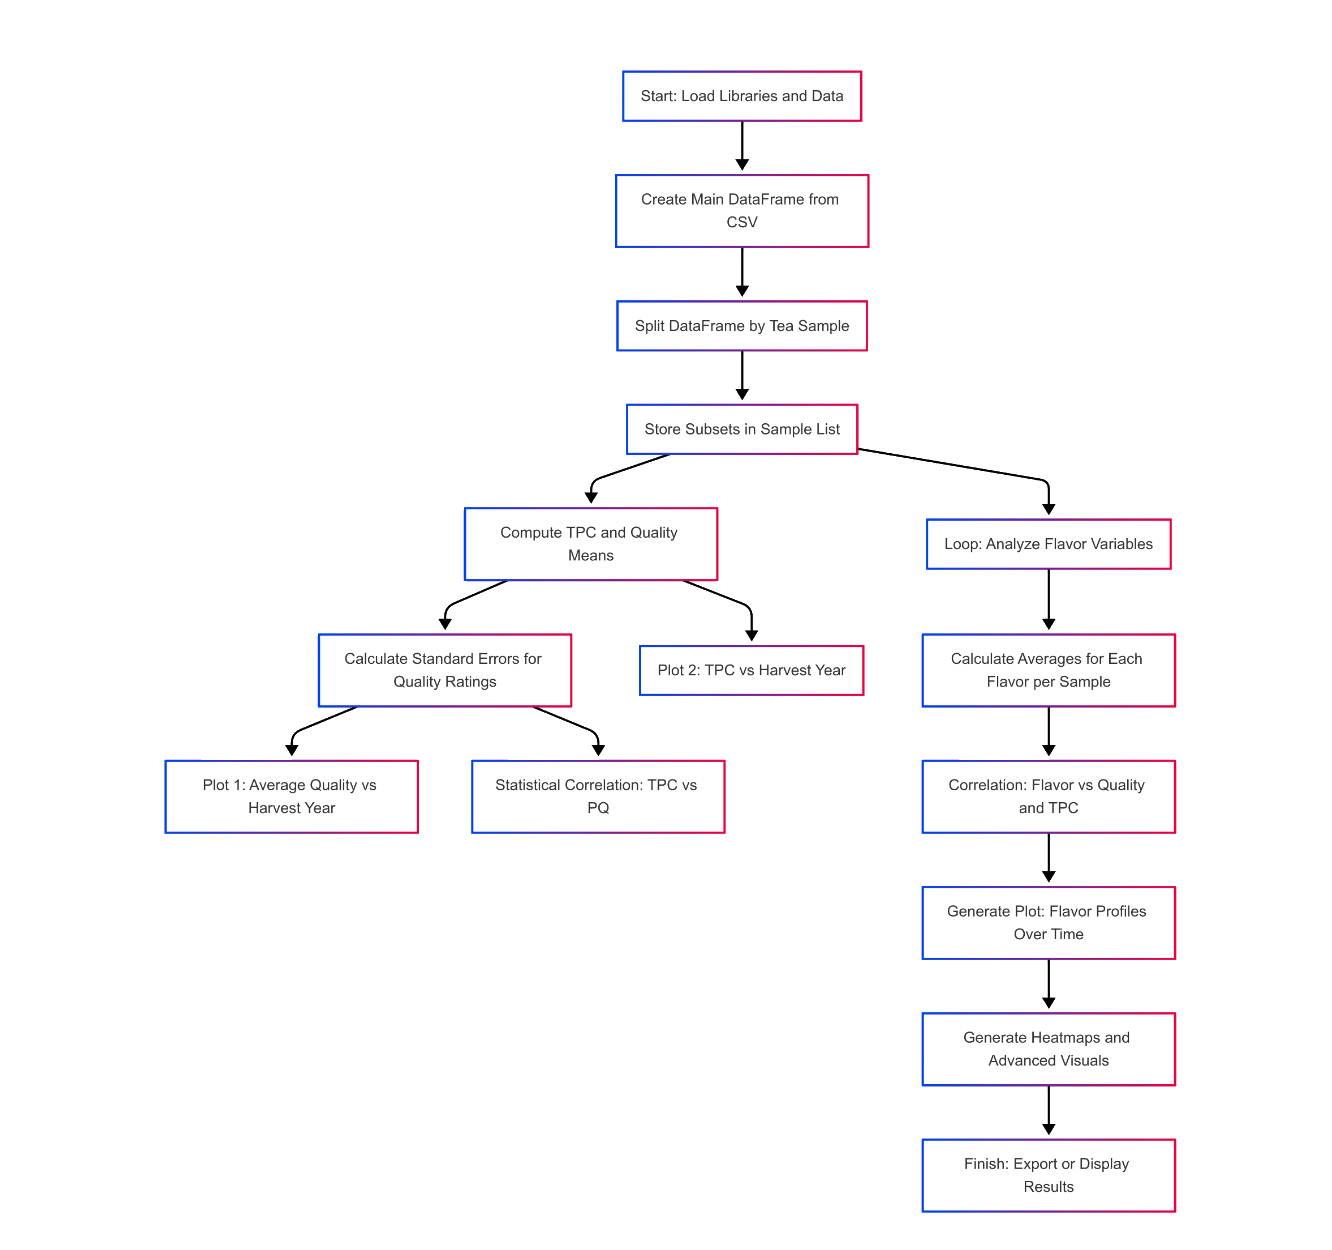 Start: Load Libraries and Data
Create Main DataFrame from
CSV
Split DataFrame by Tea Sample
Store Subsets in Sample List
Compute TPC and Quality
Means
Loop: Analyze Flavor Variables
Calculate Standard Errors for
Quality Ratings
Plot 2: TPC vs Harvest Year
Calculate Averages for Each
Flavor per Sample
Plot 1: Average Quality vs
Harvest Year
Statistical Correlation: TPC vs
PQ
Correlation: Flavor vs Quality
and TPC
Generate Plot: Flavor Profiles
Over Time
Generate Heatmaps and
Advanced Visuals
Finish: Export or Display
Results